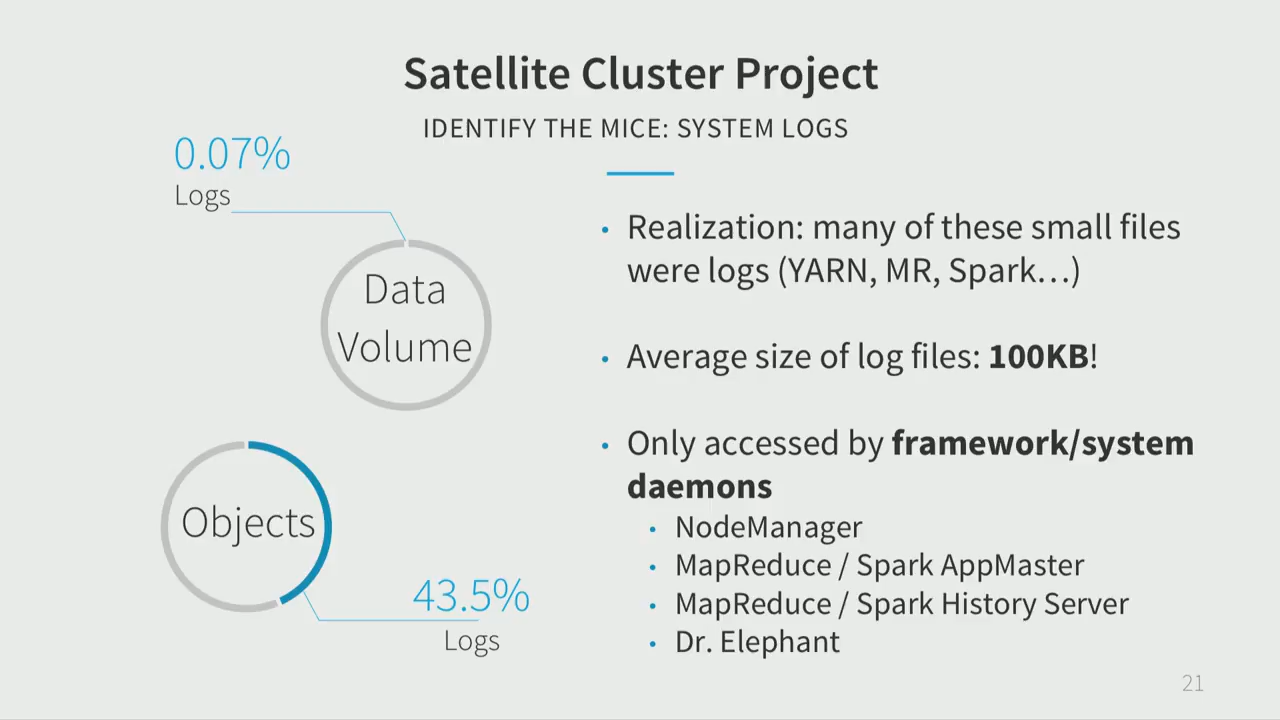 Satellite Cluster Project
IDENTIFY THE MICE: SYSTEM LOGS
0.07%
Logs
Data
Volume
Objects
43.5%
Logs
• Realization: many of these small files
were logs (YARN, MR, Spark…)
• Average size of log files: 100KB!
• Only accessed by framework/system
daemons
• NodeManager
• MapReduce / Spark AppMaster
• MapReduce / Spark History Server
• Dr. Elephant
21